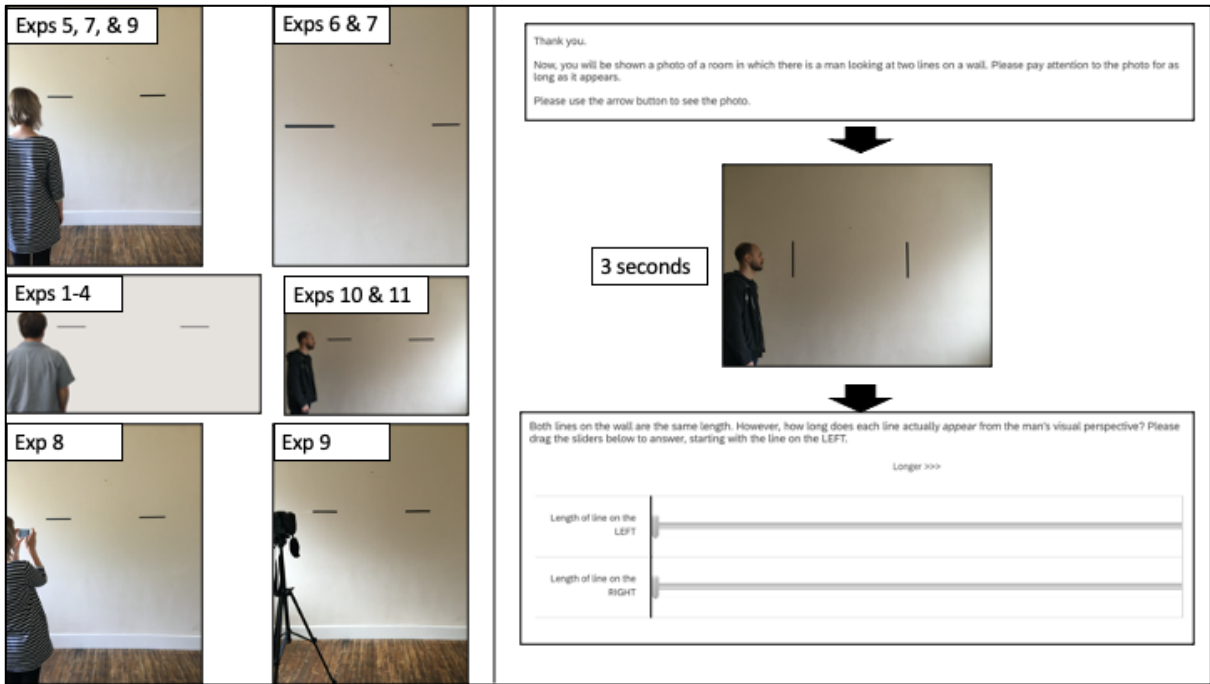 Exps 5, 7, & 9
Exps 6 & 7
Exps 1-4
Exps 10 & 11
Exp 8
Exp 9
Thank you.
Now, you will be shown a photo of a room in which there is a man looking at two lines on a wall. Please pay attention to the photo for as
long as it appears.
Please use the arrow button to see the photo.
3 seconds
Both lines on the wall are the same length. However, how long does each line actually appear from the man's visual perspective? Please
drag the sliders below to answer, starting with the line on the LEFT.
Longer >>>
Length of line on the
LEFT
Length of line on the
RIGHT